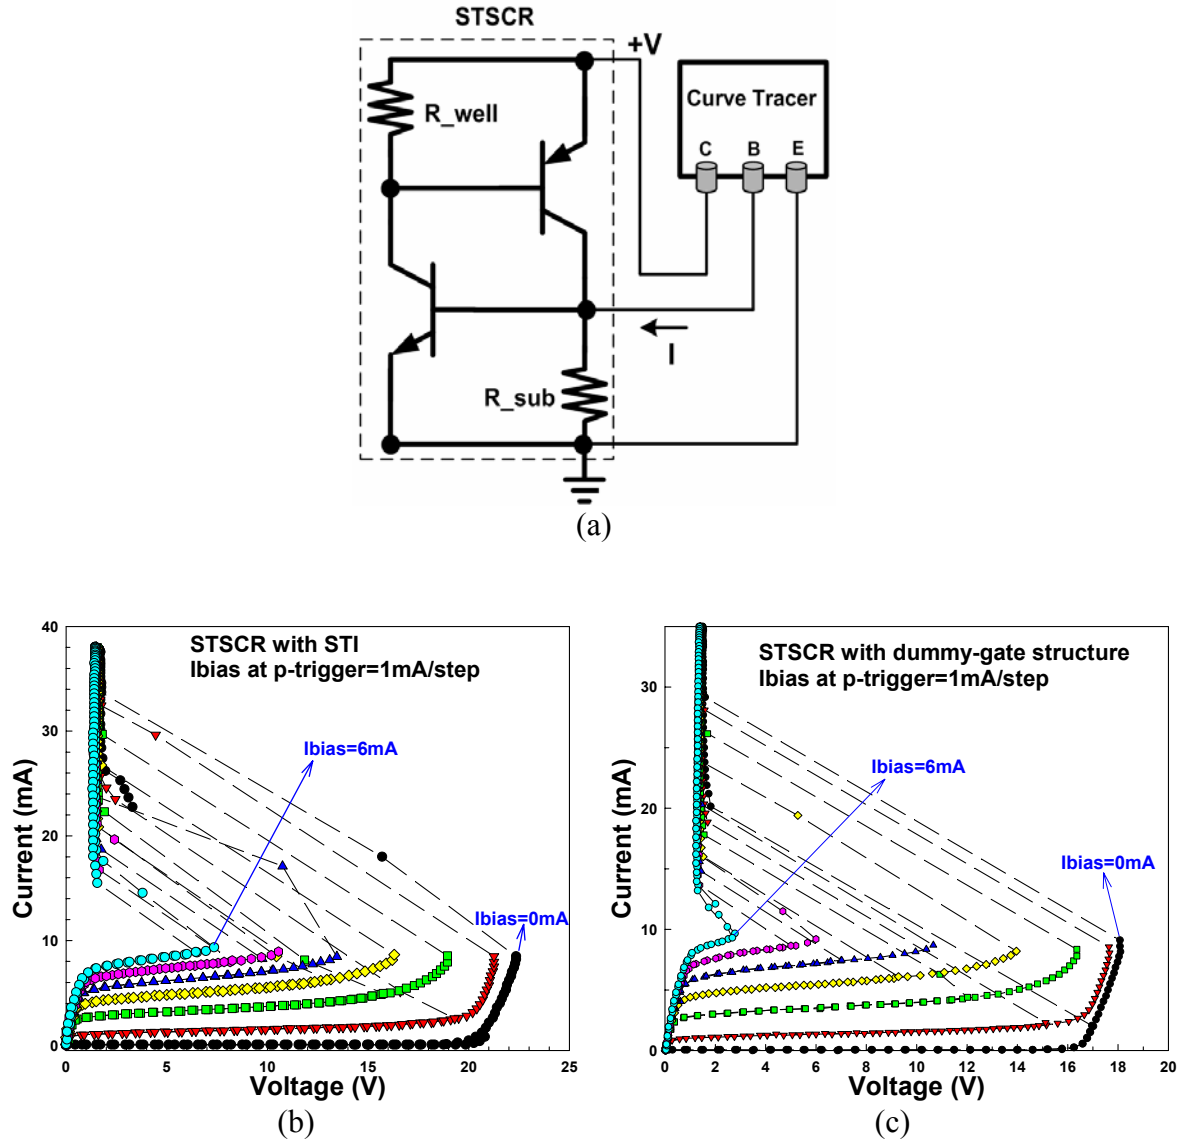 STSCR
+V
Curve Tracer
C B E
R_well
I
R_sub
(a)
STSCR with STI
Ibias at p-trigger=1mA/step
Ibias=6mA
Ibias=0mA
Current (mA)
40
30
20
10
0
0 5 10 15 20 25
Voltage (V)
(b)
STSCR with dummy-gate structure
Ibias at p-trigger=1mA/step
Ibias=6mA
Ibias=0mA
Current (mA)
30
20
10
0
0 2 4 6 8 10 12 14 16 18 20
Voltage (V)
(c)